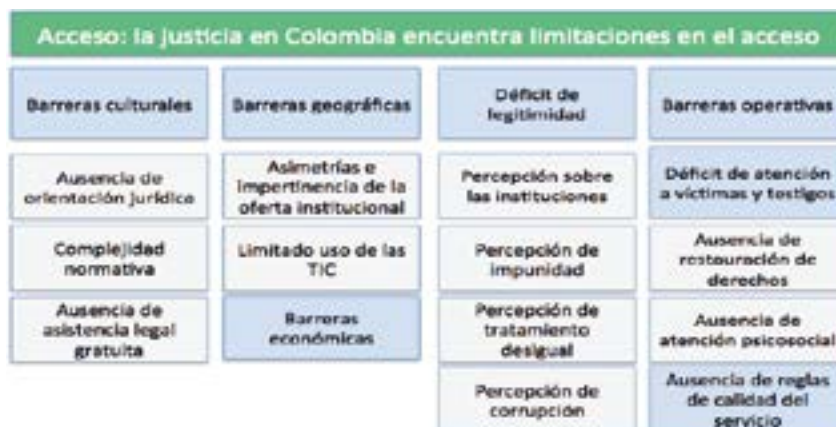 Acceso: la justicia en Colombia encuentra limitaciones en el acceso
Barreras culturales
Ausencia de
orientación jurídica
Complejidad
normativa
Ausencia de
asistencia legal
gratuita
Barreras geográficas
Asimetrías e
impertinencia de la
oferta institucional
Limitado uso de las
TIC
Barreras
económicas
Déficit de
legitimidad
Percepción sobre
las instituciones
Percepción de
impunidad
Percepción de
tratamiento
desigual
Percepción de
corrupción
Barreras operativas
Déficit de atención
a víctimas y testigos
Ausencia de
restauración de
derechos
Ausencia de
atención psicosocial
Ausencia de reglas
de calidad del
servicio